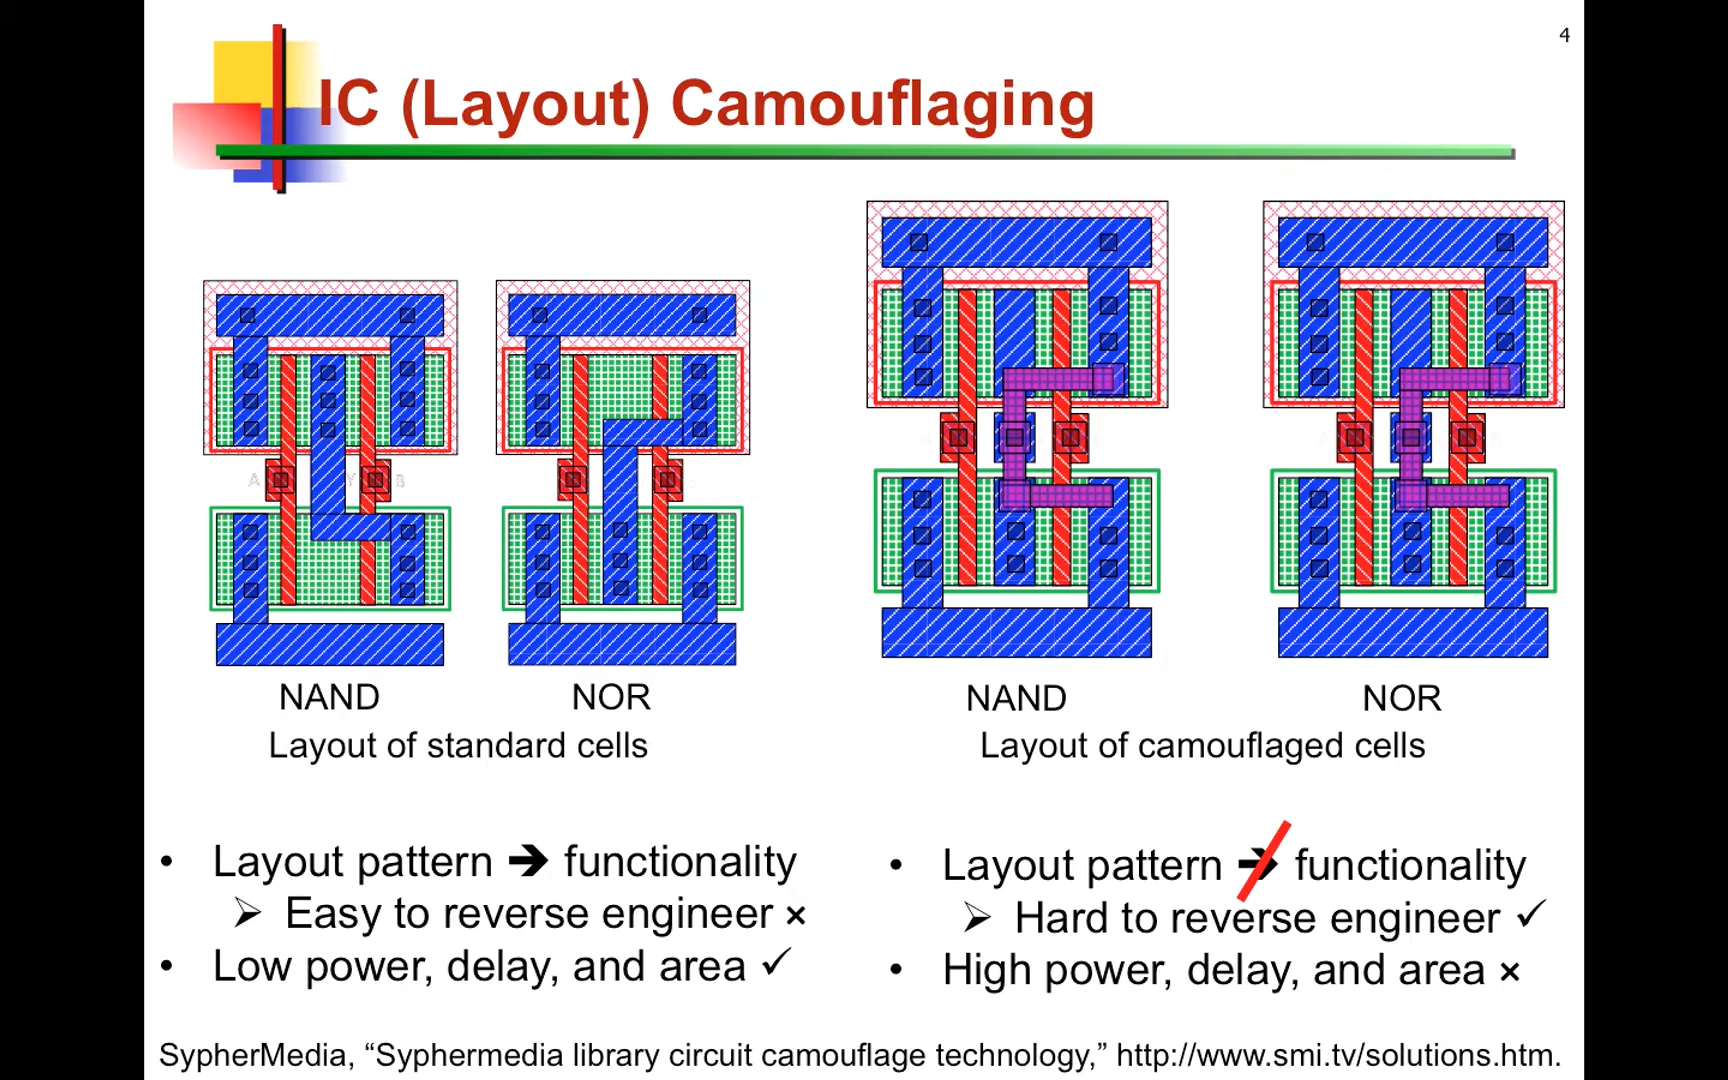 4
IC (Layout) Camouflaging
A Y B
NAND
NOR
NAND
NOR
Layout of standard cells
Layout of camouflaged cells
• Layout pattern ➔ functionality
➢ Easy to reverse engineer ×
• Low power, delay, and area ✓
• Layout pattern ➔ functionality
➢ Hard to reverse engineer ✓
• High power, delay, and area ×
SypherMedia, “Syphermedia library circuit camouflage technology,” http://www.smi.tv/solutions.htm.